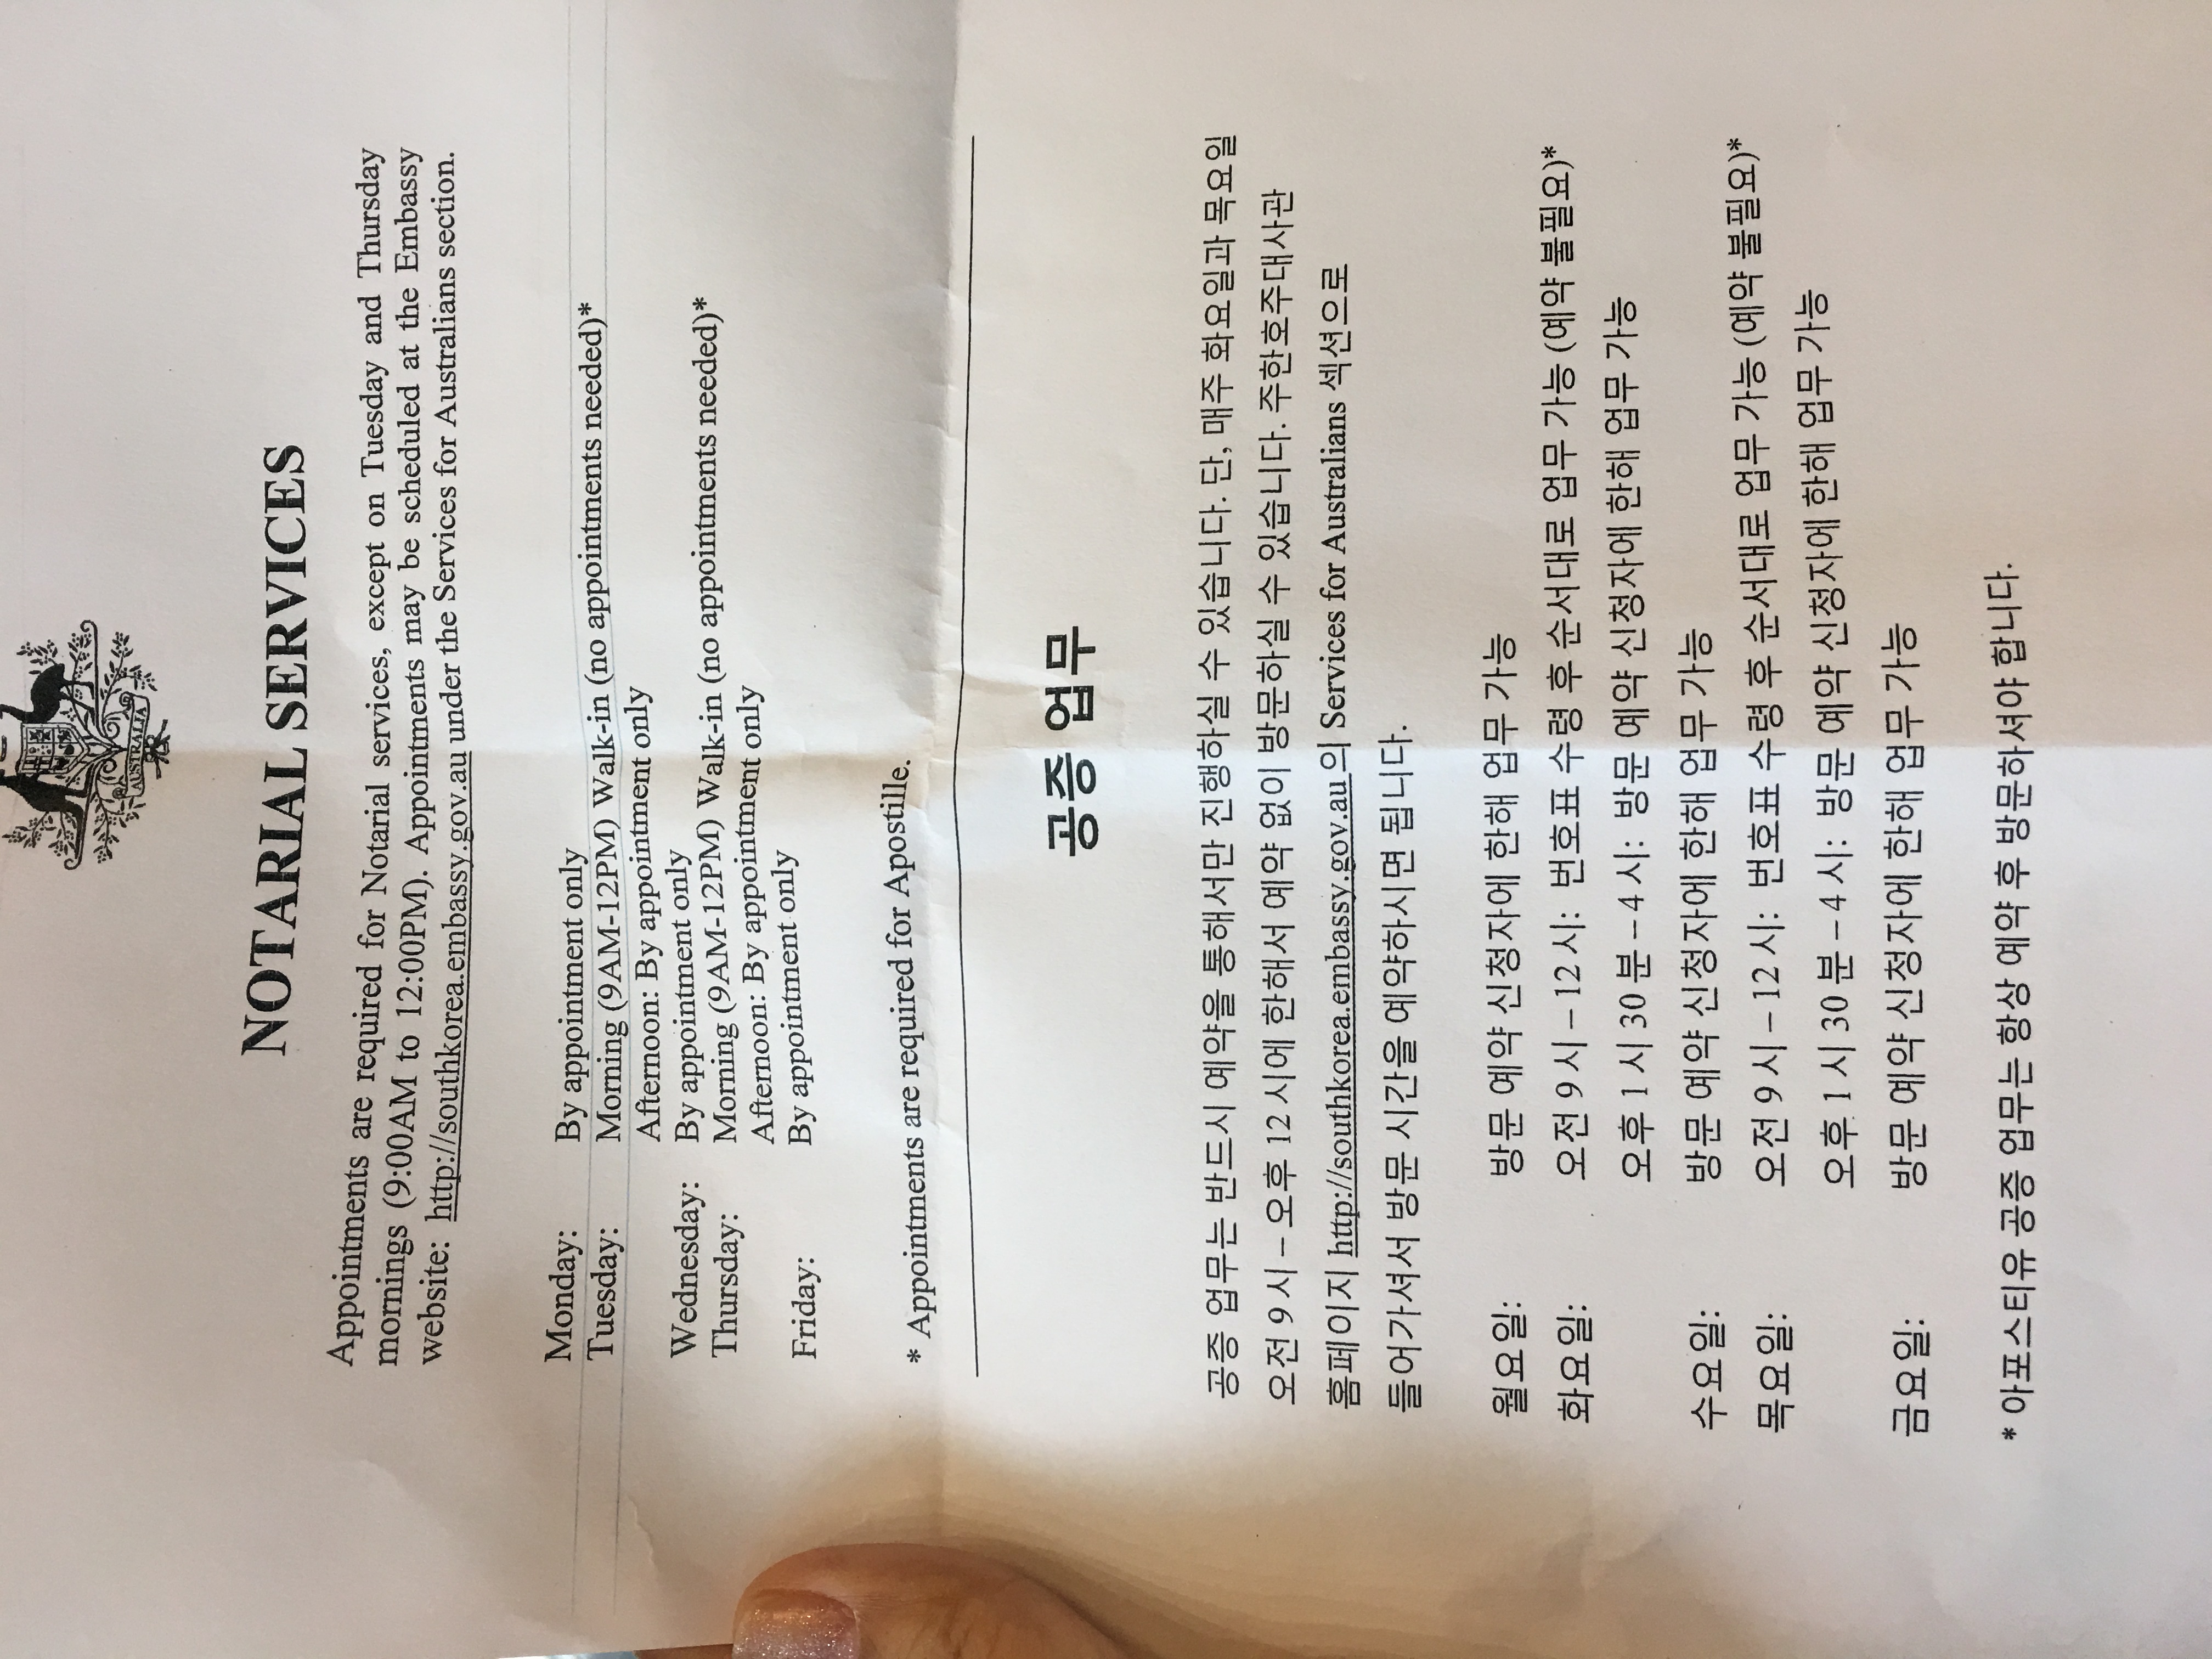 AUSTRALIA
NOTARIAL SERVICES
Appointments are required for Notarial services, except on Tuesday and Thursday
mornings (9:00AM to 12:00PM). Appointments may be scheduled at the Embassy
website: http://southkorea.embassy.gov.au under the Services for Australians section.
Monday: By appointment only
Tuesday: Morning (9AM-12PM) Walk-in (no appointments needed)*
Afternoon: By appointment only
Wednesday: By appointment only
Thursday: Morning (9AM-12PM) Walk-in (no appointments needed)*
Afternoon: By appointment only
Friday: By appointment only
* Appointments are required for Apostille.
공증 업무
공증 업무는 반드시 예약을 통해서만 진행하실 수 있습니다. 단, 매주 화요일과 목요일
오전 9 시 – 오후 12 시에 한해서 예약 없이 방문하실 수 있습니다. 주한호주대사관
홈페이지 http://southkorea.embassy.gov.au의 Services for Australians 섹션으로
들어가셔서 방문 시간을 예약하시면 됩니다.
월요일: 방문 예약 신청자에 한해 업무 가능
화요일: 오전 9 시 – 12 시: 번호표 수령 후 순서대로 업무 가능 (예약 불필요)*
오후 1 시 30 분 – 4 시: 방문 예약 신청자에 한해 업무 가능
수요일: 방문 예약 신청자에 한해 업무 가능
목요일: 오전 9 시 – 12 시: 번호표 수령 후 순서대로 업무 가능 (예약 불필요)*
오후 1 시 30 분 – 4 시: 방문 예약 신청자에 한해 업무 가능
금요일: 방문 예약 신청자에 한해 업무 가능
* 아포스티유 공증 업무는 항상 예약 후 방문하셔야 합니다.